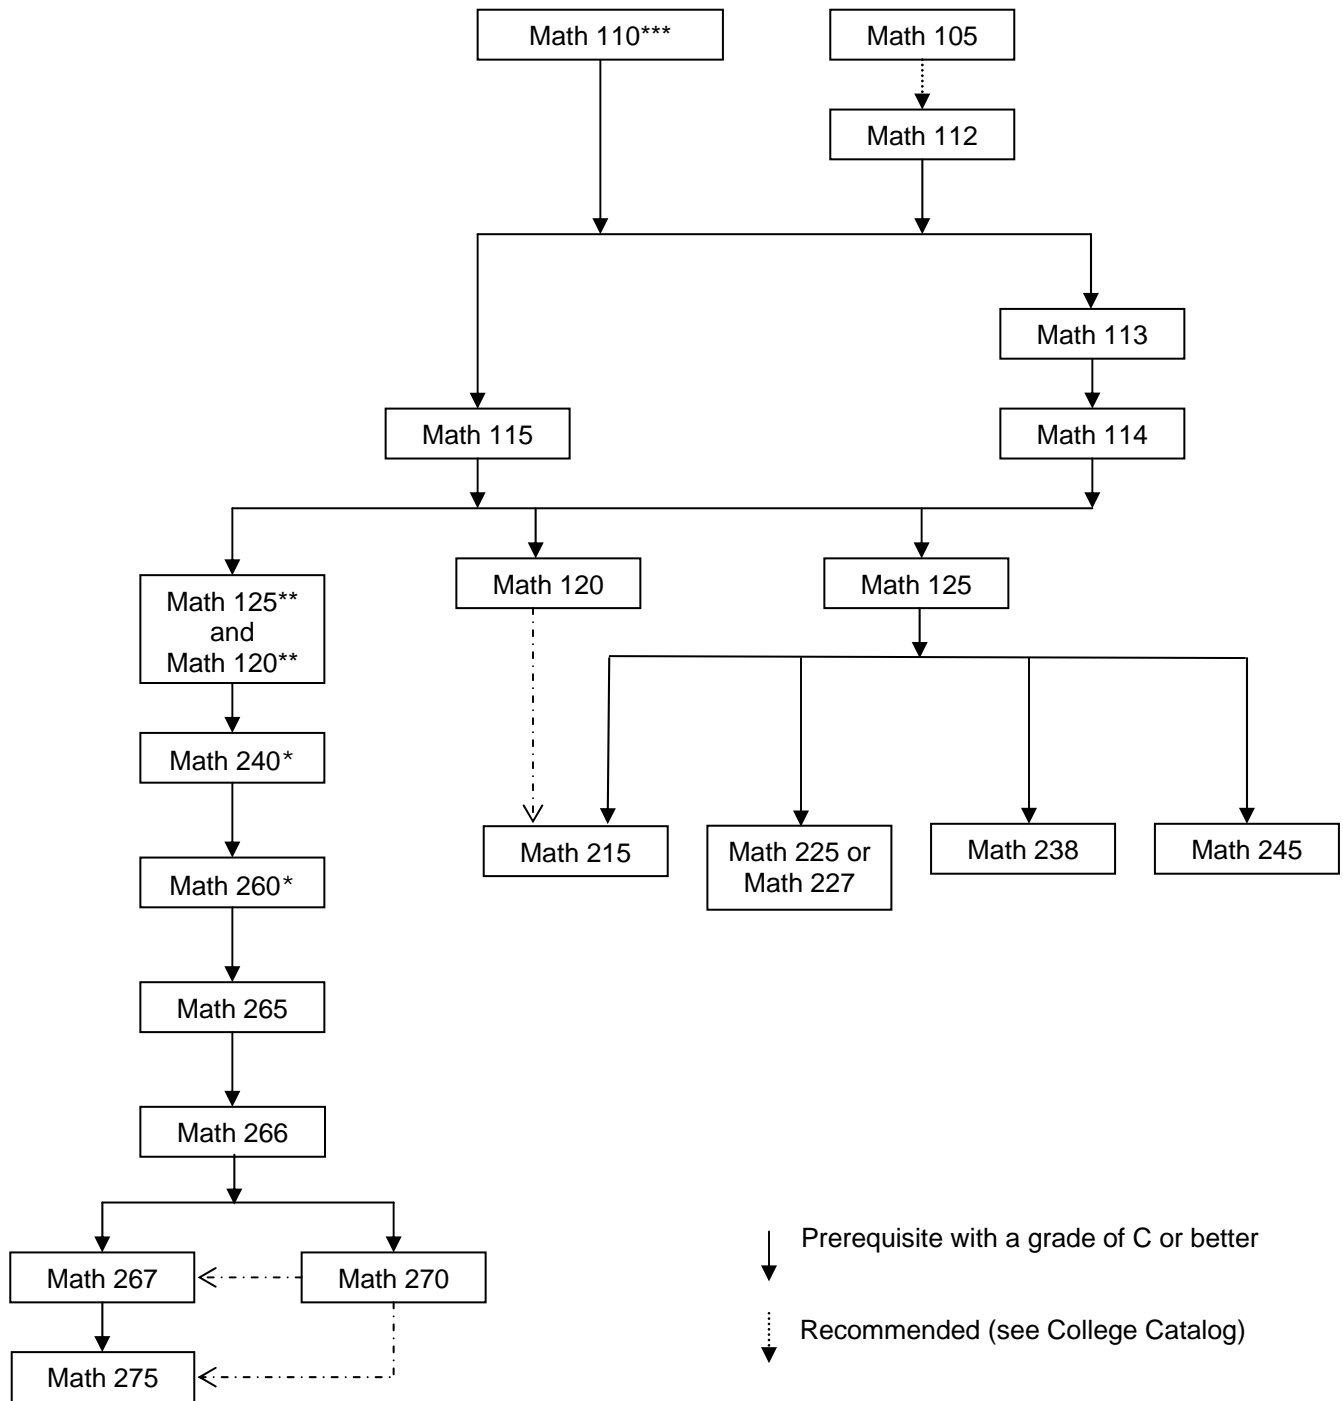 Math 110***
Math 105
Math 112
Math 113
Math 115
Math 114
Math 125**
and
Math 120**
Math 120
Math 125
Math 240*
Math 215
Math 225 or
Math 227
Math 238
Math 245
Math 260*
Math 265
Math 266
Math 267
Math 270
Math 275
Prerequisite with a grade of C or better
Recommended (see College Catalog)